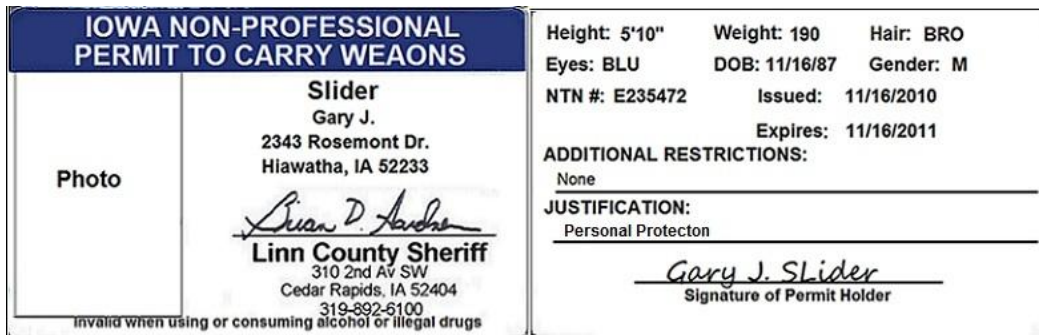 IOWA NON-PROFESSIONAL
PERMIT TO CARRY WEAONS
Photo
Slider
Gary J.
2343 Rosemont Dr.
Hiawatha, IA 52233
Brian D. Gardner
Linn County Sheriff
310 2nd Av SW
Cedar Rapids, IA 52404
319-892-6100
Invalid when using or consuming alcohol or illegal drugs
Height: 5'10" Weight: 190 Hair: BRO
Eyes: BLU DOB: 11/16/87 Gender: M
NTN #: E235472 Issued: 11/16/2010
Expires: 11/16/2011
ADDITIONAL RESTRICTIONS:
None
JUSTIFICATION:
Personal Protecton
Gary J. SLider
Signature of Permit Holder